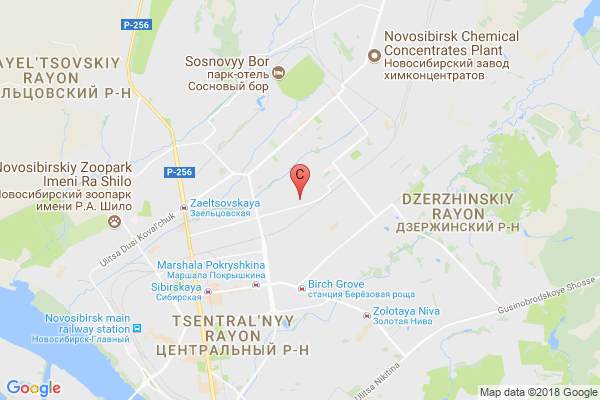 P-256
Novosibirsk Chemical
Concentrates Plant
Новосибирский завод
химконцентратов
AYEL'TSOVSKIY
RAYON
ЕЛЬЦОВСКИЙ Р-Н
Sosnovyy Bor
парк-отель
Сосновый бор
Novosibirskiy Zoopark
Imeni Ra Shilo
Новосибирский зоопарк
имени Р.А. ШИЛО
P-256
C
Zaeltsovskaya
Заельцовская
DZERZHINSKIY
RAYON
ДЗЕРЖИНСКИЙ Р-Н
Ulitsa Dusi Koval'chuk
Marshala Pokryshkina
Маршала Покрышкина
Sibirskaya
Сибирская
Birch Grove
станция Берёзовая роща
Gusinobrodskoye Shosse
Zolotaya Niva
Золотая Нива
Novosibirsk main
railway station
Новосибирск-Главный
TSENTRAL'NYY
RAYON
ЦЕНТРАЛЬНЫЙ Р-Н
Ulitsa Nikitina
Google
Map data ©2018 Google